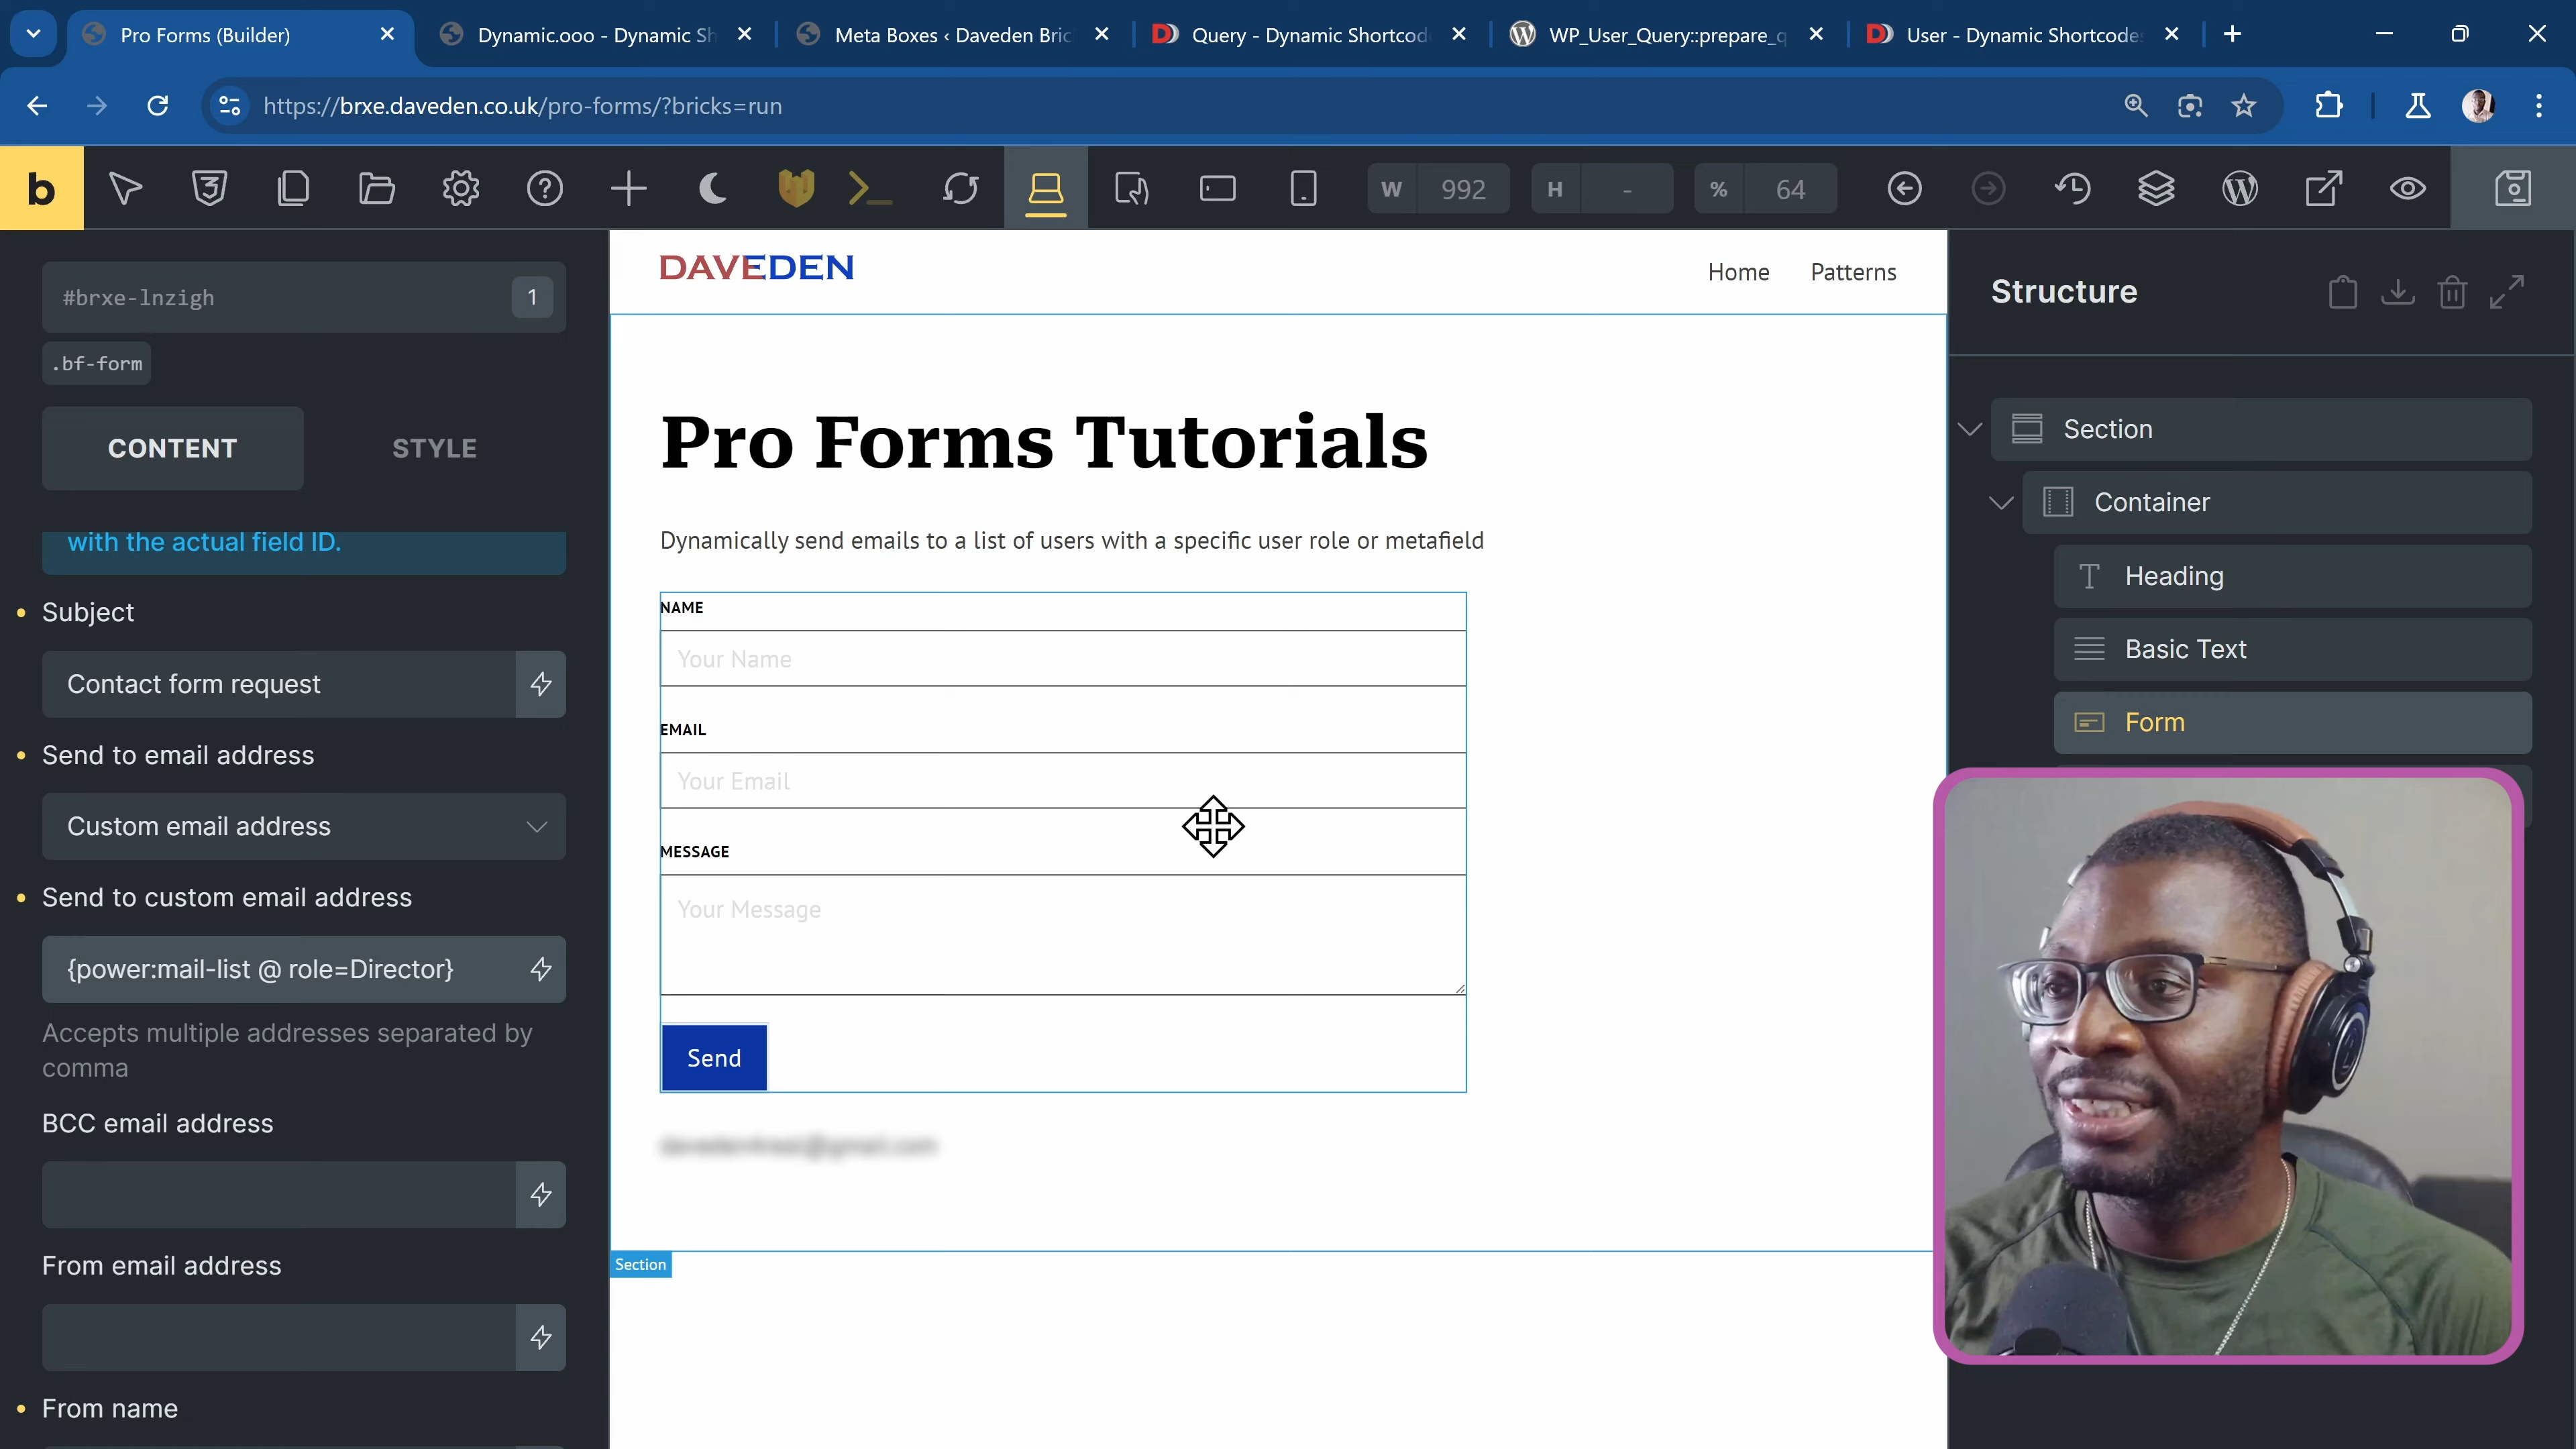 Pro Forms (Builder)
Dynamic.ooo - Dynamic Sh
Meta Boxes ‹ Daveden Bric
Query - Dynamic Shortcod
WP_User_Query::prepare_q
User - Dynamic Shortcodes
https://brxe.daveden.co.uk/pro-forms/?bricks=run
b
W 992
H -
% 64
#brxe-lnzigh
1
.bf-form
CONTENT
STYLE
with the actual field ID.
Subject
Contact form request
Send to email address
Custom email address
Send to custom email address
{power:mail-list @ role=Director}
Accepts multiple addresses separated by
comma
BCC email address
From email address
From name
DAVEDEN
Home
Patterns
Pro Forms Tutorials
Dynamically send emails to a list of users with a specific user role or metafield
NAME
Your Name
EMAIL
Your Email
MESSAGE
Your Message
Send
Section
Structure
Section
Container
Heading
Basic Text
Form